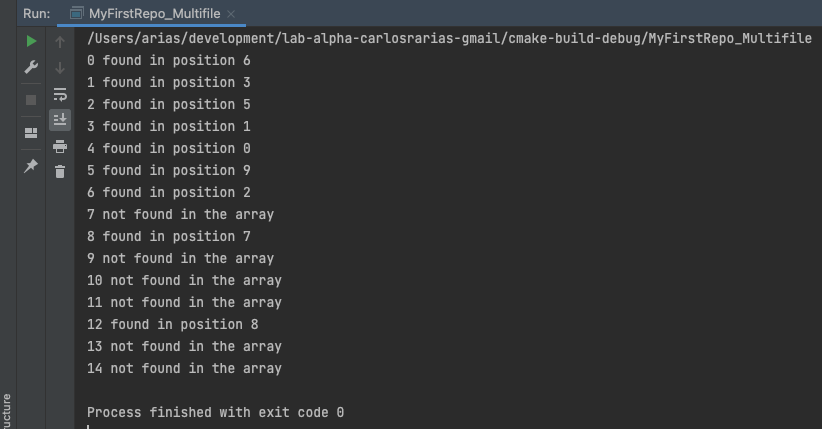 Run: MyFirstRepo_Multifile
/Users/arias/development/lab-alpha-carlosrarias-gmail/cmake-build-debug/MyFirstRepo_Multifile
0 found in position 6
1 found in position 3
2 found in position 5
3 found in position 1
4 found in position 0
5 found in position 9
6 found in position 2
7 not found in the array
8 found in position 7
9 not found in the array
10 not found in the array
11 not found in the array
12 found in position 8
13 not found in the array
14 not found in the array
Process finished with exit code 0
ucture